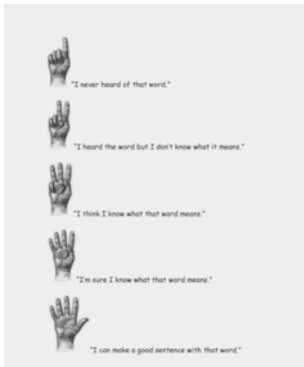 "I never heard of that word."
"I heard the word but I don't know what it means."
"I think I know what that word means."
"I'm sure I know what that word means."
"I can make a good sentence with that word."